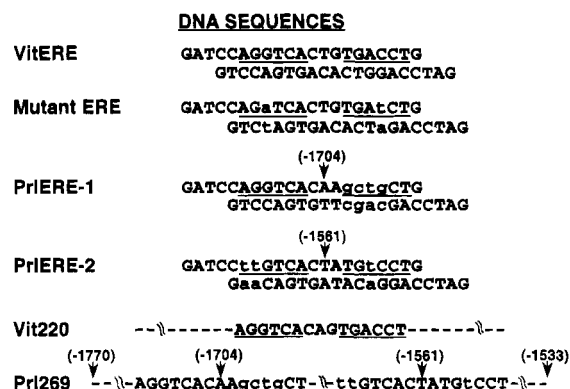 DNA SEQUENCES
VitERE GATCCAGGTCACTGTGACCTG
GTCCAGTGACACTGGACCTAG
Mutant ERE GATCCAGaTCACTGTGAtCTG
GTCtAGTGACACTaGACCTAG
(-1704)
PrlERE-1 GATCCAGGTCACAAgctgCTG
GTCCAGTGTTcgacGACCTAG
(-1561)
PrlERE-2 GATCCttGTCACTATGtCCTG
GaaCAGTGATACaGGACCTAG
Vit220 --\\-------AGGTCACAGTGACCT------\\--
(-1770) (-1704) (-1561) (-1533)
Prl269 --\\-AGGTCACAAgctgCT-\\-ttGTCACTATGtCCT-\\--